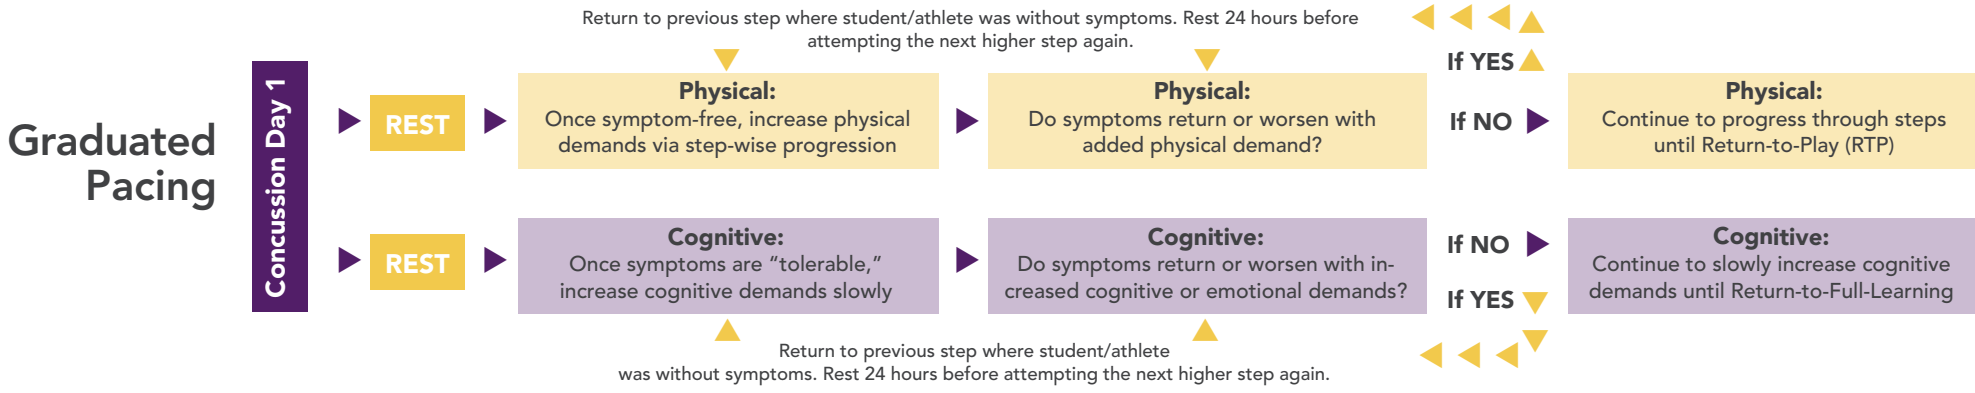 Return to previous step where student/athlete was without symptoms. Rest 24 hours before
attempting the next higher step again.
Graduated
Pacing
Concussion Day 1
REST
Physical:
Once symptom-free, increase physical
demands via step-wise progression
Physical:
Do symptoms return or worsen with
added physical demand?
If YES
If NO
Physical:
Continue to progress through steps
until Return-to-Play (RTP)
REST
Cognitive:
Once symptoms are “tolerable,”
increase cognitive demands slowly
Cognitive:
Do symptoms return or worsen with in-
creased cognitive or emotional demands?
If NO
If YES
Cognitive:
Continue to slowly increase cognitive
demands until Return-to-Full-Learning
Return to previous step where student/athlete
was without symptoms. Rest 24 hours before attempting the next higher step again.